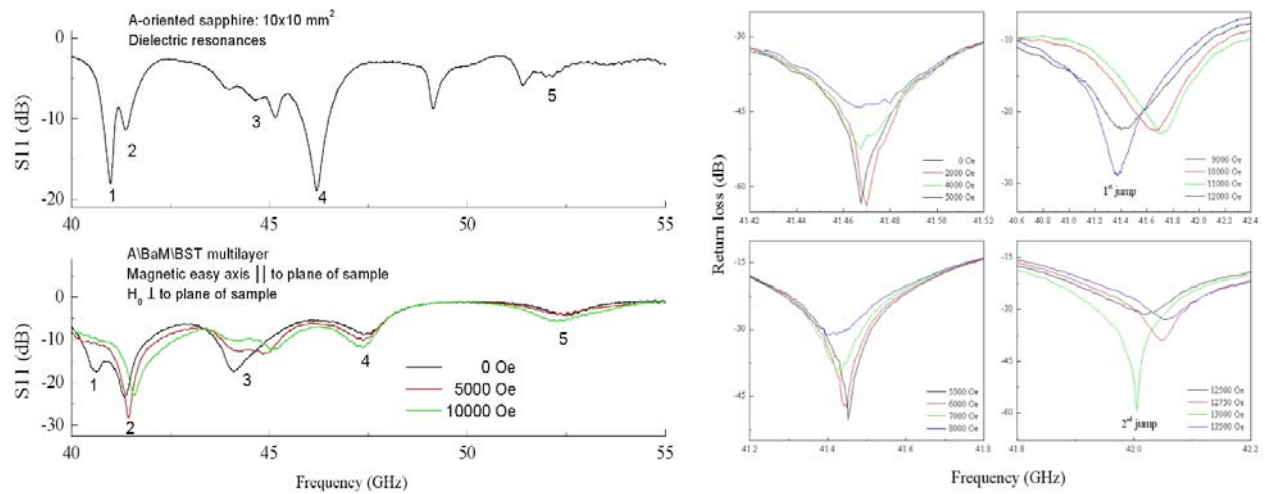 A-oriented sapphire: 10x10 mm²
Dielectric resonances
S11 (dB)
0
-10
-20
1
2
3
4
5
40 45 50 55
GHz
A\BaM\BST multilayer
Magnetic easy axis || to plane of sample
H₀ ⊥ to plane of sample
S11 (dB)
0
-5
-10
-15
-20
-25
-30
1
2
3
4
5
0 Oe
5000 Oe
10000 Oe
40 45 50 55
Frequency (GHz)
Return loss (dB)
-30
-45
-60
0 Oe
2000 Oe
4000 Oe
5000 Oe
41.42 41.44 41.46 41.48 41.50 41.52
-10
-20
-30
9000 Oe
10000 Oe
11000 Oe
12000 Oe
1st jump
40.6 40.8 41.0 41.2 41.4 41.6 41.8 42.0 42.2 42.4
-15
-30
-45
5500 Oe
6000 Oe
7000 Oe
8000 Oe
41.2 41.4 41.6 41.8
-15
-30
-45
-60
12500 Oe
12750 Oe
13000 Oe
13500 Oe
2nd jump
41.8 42.0 42.2
Frequency (GHz)